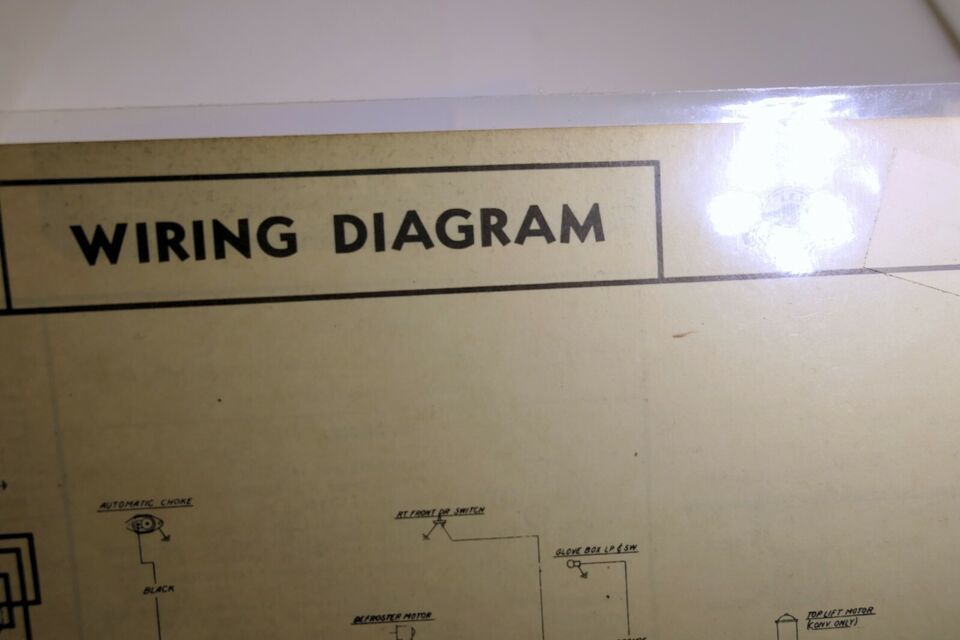 WIRING DIAGRAM
AUTOMATIC CHOKE
RT. FRONT DR SWITCH
GLOVE BOX LP & SW
BLACK
DEFROSTER MOTOR
TOP LIFT MOTOR
(CONV. ONLY)